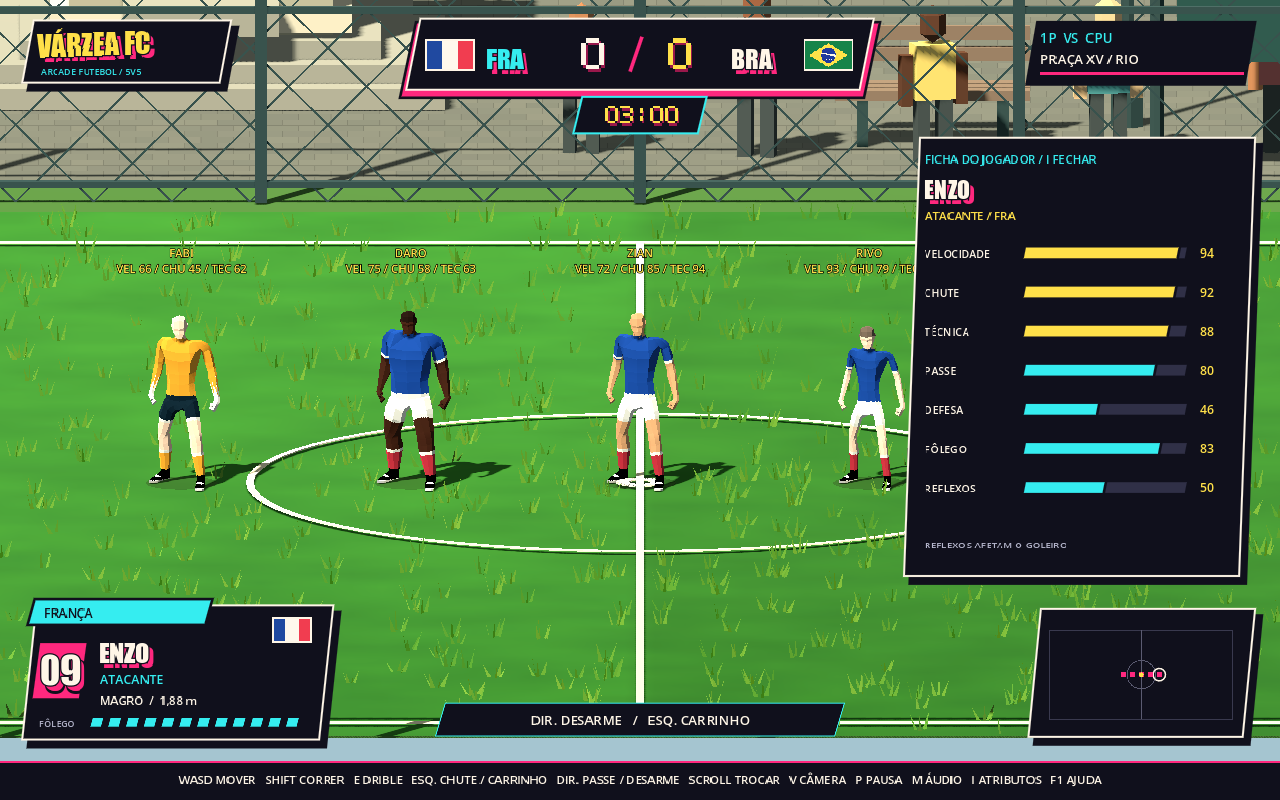 VÁRZEA FC
ARCADE FUTEBOL / 5V5
FRA 0 / 0 BRA
03:00
1P VS CPU
PRAÇA XV / RIO
FICHA DO JOGADOR / I FECHAR
ENZO
ATACANTE / FRA
VELOCIDADE 94
CHUTE 92
TÉCNICA 88
PASSE 80
DEFESA 46
FÔLEGO 83
REFLEXOS 50
REFLEXOS AFETAM O GOLEIRO
FABI
VEL 66 / CHU 45 / TEC 62
DARO
VEL 75 / CHU 58 / TEC 63
ZIAN
VEL 72 / CHU 85 / TEC 94
RIVO
VEL 93 / CHU 79 / TE
FRANÇA
09
ENZO
ATACANTE
MAGRO / 1,88 m
FÔLEGO
DIR. DESARME / ESQ. CARRINHO
WASD MOVER SHIFT CORRER E DRIBLE ESQ. CHUTE / CARRINHO DIR. PASSE / DESARME SCROLL TROCAR V CÂMERA P PAUSA M ÁUDIO I ATRIBUTOS F1 AJUDA